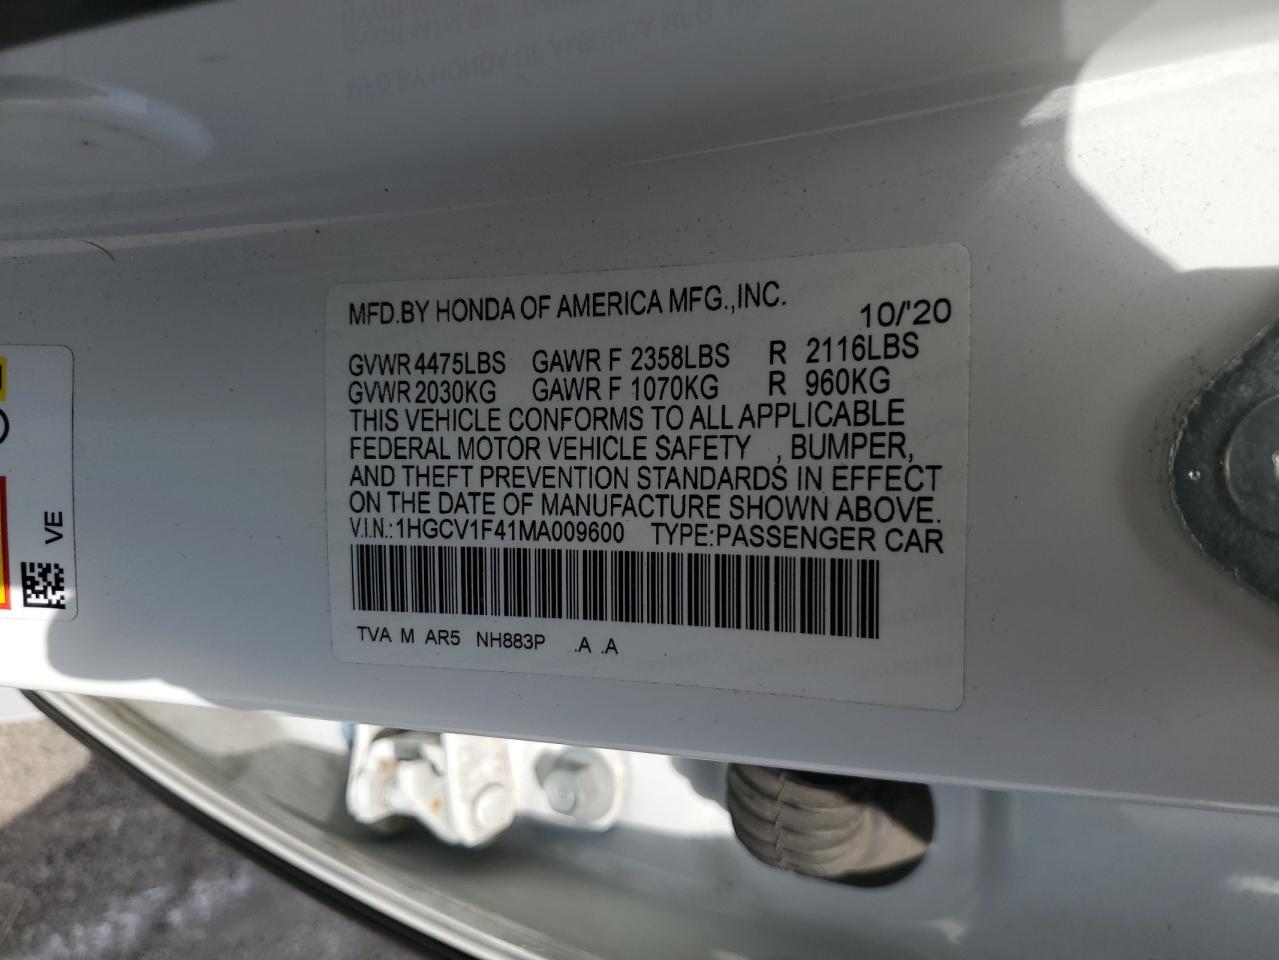 MFD.BY HONDA OF AMERICA MFG.,INC. 10/'20
GVWR 4475LBS GAWR F 2358LBS R 2116LBS
GVWR 2030KG GAWR F 1070KG R 960KG
THIS VEHICLE CONFORMS TO ALL APPLICABLE
FEDERAL MOTOR VEHICLE SAFETY , BUMPER,
AND THEFT PREVENTION STANDARDS IN EFFECT
ON THE DATE OF MANUFACTURE SHOWN ABOVE.
V.I.N.:1HGCV1F41MA009600 TYPE:PASSENGER CAR
TVA M AR5 NH883P .A .A
VE